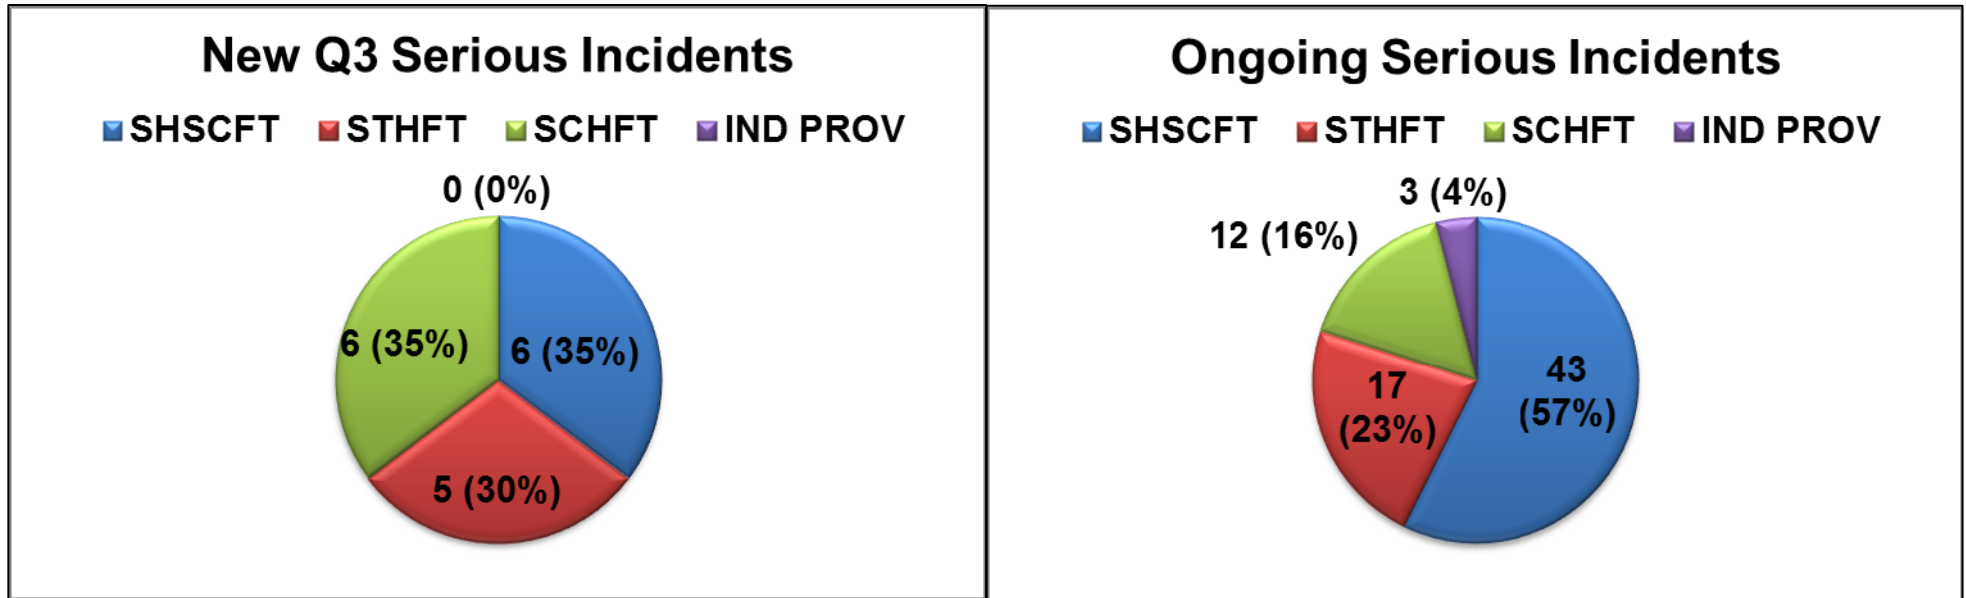 New Q3 Serious Incidents
SHSCFT STHFT SCHFT IND PROV
0 (0%)
6 (35%)
6 (35%)
5 (30%)
Ongoing Serious Incidents
SHSCFT STHFT SCHFT IND PROV
3 (4%)
12 (16%)
43
(57%)
17
(23%)